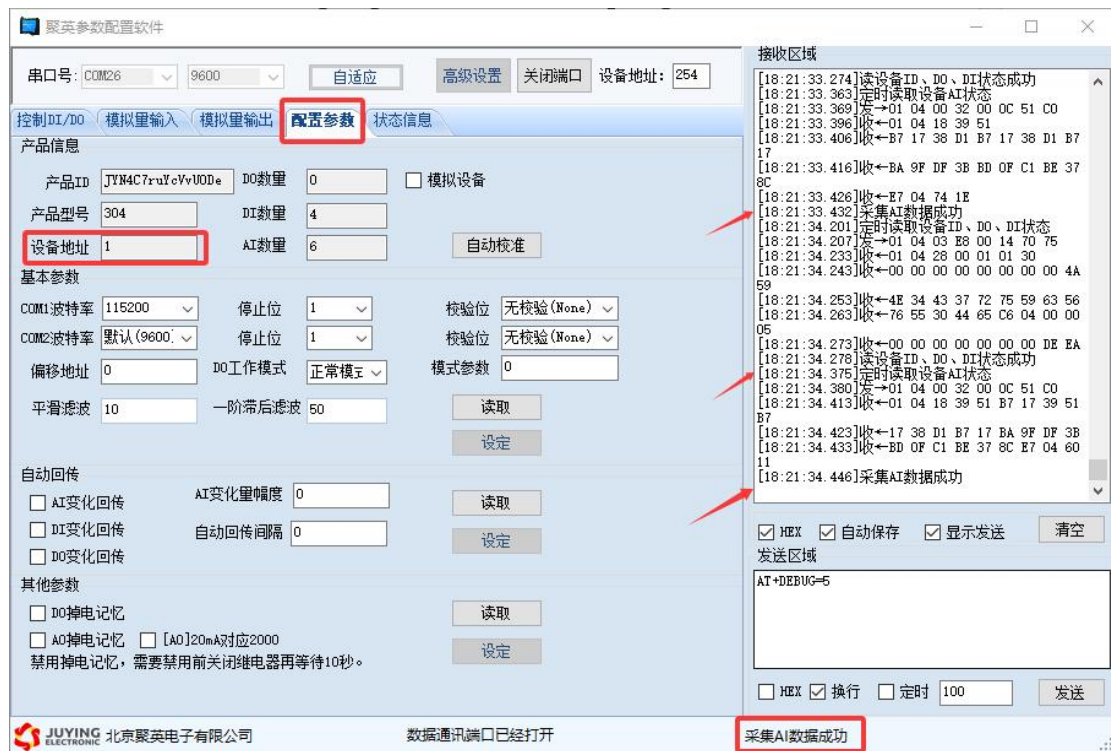 聚英参数配置软件
串口号: COM26 9600 自适应 高级设置 关闭端口 设备地址: 254
控制DI/DO 模拟量输入 模拟量输出 配置参数 状态信息
产品信息
产品ID JYN4C7ruYcVvU0De DO数量 0 模拟设备
产品型号 304 DI数量 4
设备地址 1 AI数量 6 自动校准
基本参数
COM1波特率 115200 停止位 1 校验位 无校验(None)
COM2波特率 默认(9600) 停止位 1 校验位 无校验(None)
偏移地址 0 DO工作模式 正常模式 模式参数 0
平滑滤波 10 一阶滞后滤波 50 读取
设定
自动回传
AI变化回传 AI变化量幅度 0 读取
DI变化回传 自动回传间隔 0 设定
DO变化回传
其他参数
DO掉电记忆 读取
AO掉电记忆 [AO]20mA对应2000 设定
禁用掉电记忆，需要禁用前关闭继电器再等待10秒。
接收区域
[18:21:33.274]读设备ID、DO、DI状态成功
[18:21:33.363]定时读取设备AI状态
[18:21:33.369]发→01 04 00 32 00 0C 51 C0
[18:21:33.396]收←01 04 18 39 51
[18:21:33.406]收←B7 17 38 D1 B7 17 38 D1 B7
17
[18:21:33.416]收←BA 9F DF 3B BD 0F C1 BE 37
8C
[18:21:33.426]收←E7 04 74 1E
[18:21:33.432]采集AI数据成功
[18:21:34.201]定时读取设备ID、DO、DI状态
[18:21:34.207]发→01 04 03 E8 00 14 70 75
[18:21:34.233]收←01 04 28 00 01 01 30
[18:21:34.243]收←00 00 00 00 00 00 00 00 4A
59
[18:21:34.253]收←4E 34 43 37 72 75 59 63 56
[18:21:34.263]收←76 55 30 44 65 C6 04 00 00
05
[18:21:34.273]收←00 00 00 00 00 00 00 DE EA
[18:21:34.278]读设备ID、DO、DI状态成功
[18:21:34.375]定时读取设备AI状态
[18:21:34.380]发→01 04 00 32 00 0C 51 C0
[18:21:34.413]收←01 04 18 39 51 B7 17 39 51
B7
[18:21:34.423]收←17 38 D1 B7 17 BA 9F DF 3B
[18:21:34.433]收←BD 0F C1 BE 37 8C E7 04 60
11
[18:21:34.446]采集AI数据成功
HEX 自动保存 显示发送 清空
发送区域
AT+DEBUG=5
HEX 换行 定时 100 发送
JUYING ELECTRONIC 北京聚英电子有限公司 数据通讯端口已经打开 采集AI数据成功